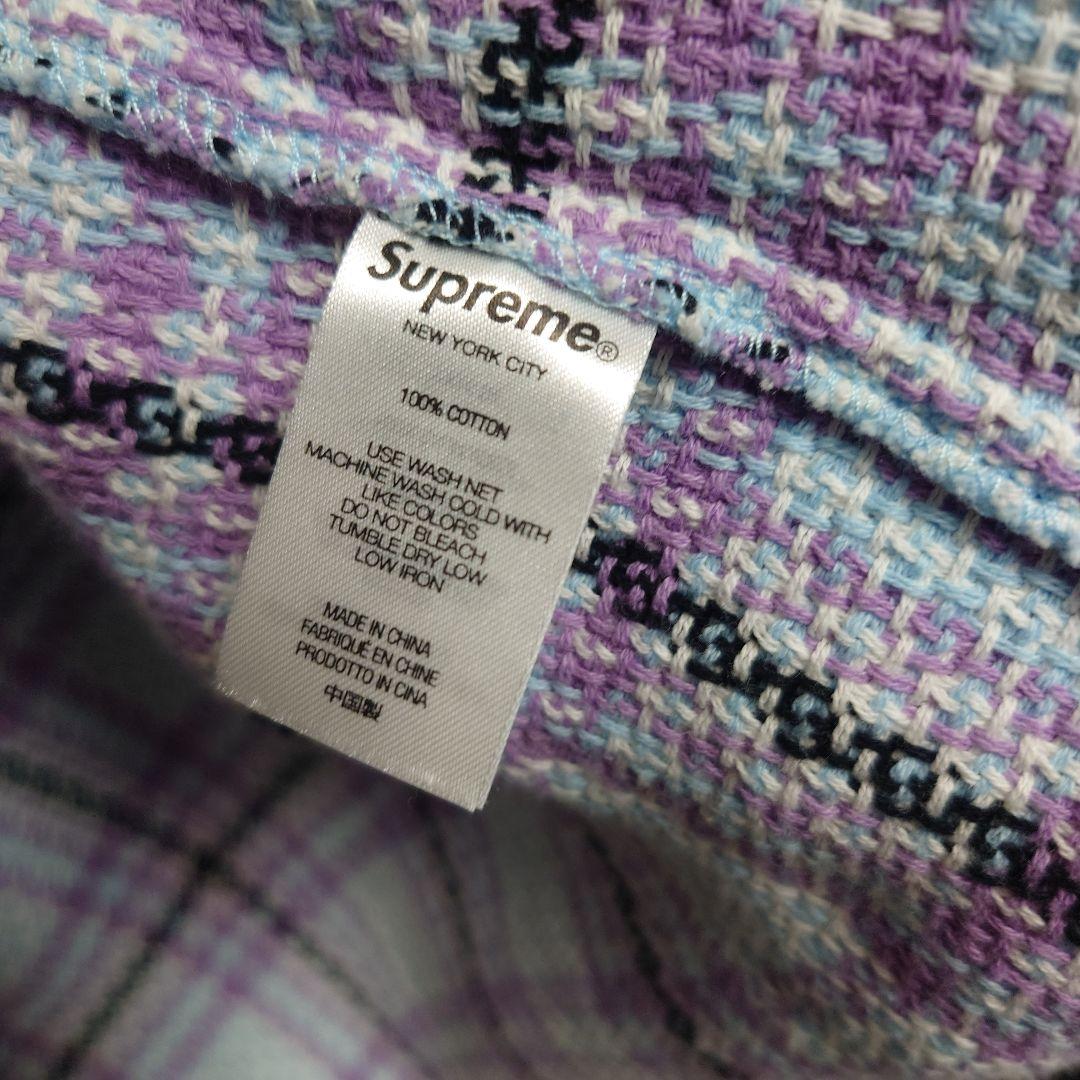 Supreme®
NEW YORK CITY
100% COTTON
USE WASH NET
MACHINE WASH COLD WITH
LIKE COLORS
DO NOT BLEACH
TUMBLE DRY LOW
LOW IRON
MADE IN CHINA
FABRIQUÉ EN CHINE
PRODOTTO IN CINA
中国製